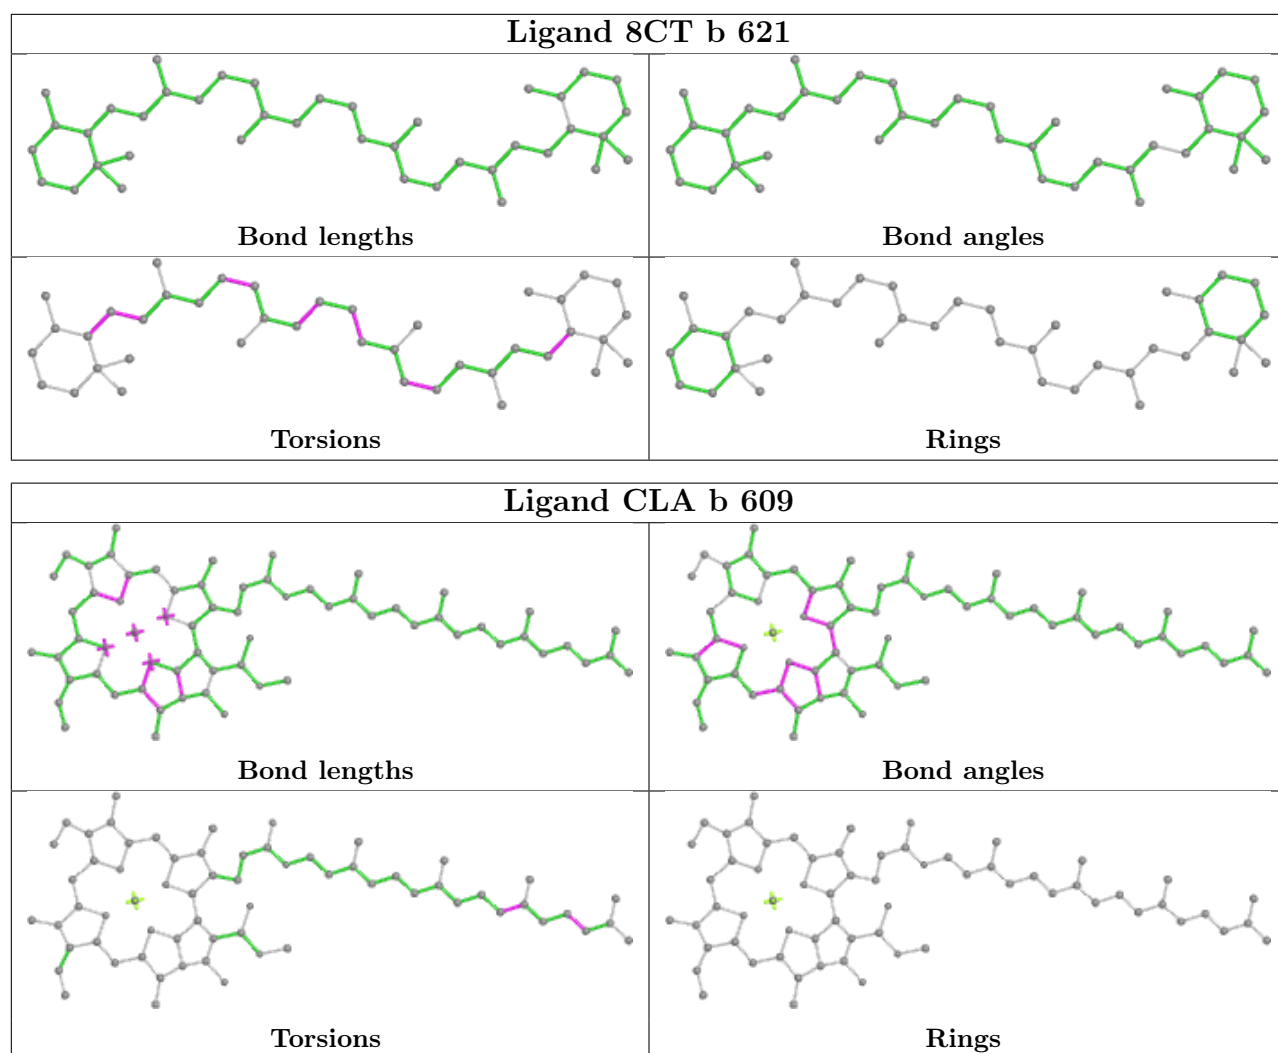 Ligand 8CT b 621
Bond lengths
Bond angles
Torsions
Rings
Ligand CLA b 609
Bond lengths
Bond angles
Torsions
Rings